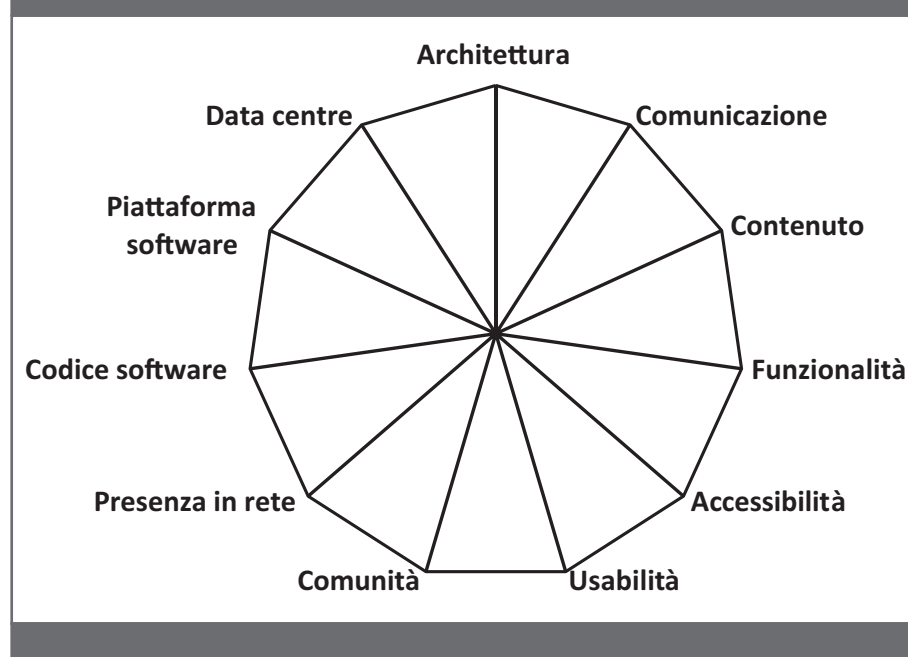 Architettura
Data centre
Comunicazione
Piattaforma
software
Contenuto
Codice software
Funzionalità
Presenza in rete
Accessibilità
Comunità
Usabilità